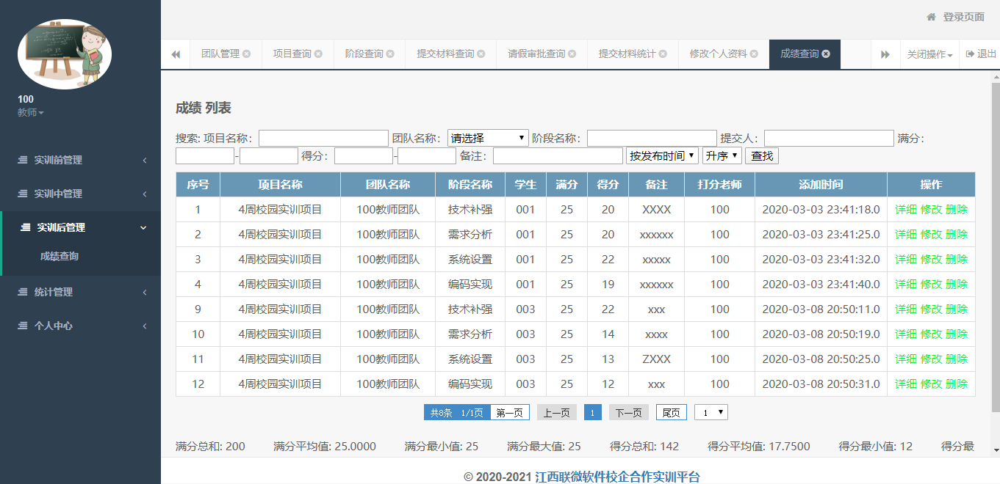 登录页面
团队管理 项目查询 阶段查询 提交材料查询 请假审批查询 提交材料统计 修改个人资料 成绩查询 关闭操作 退出
100
教师
实训前管理
实训中管理
实训后管理
成绩查询
统计管理
个人中心
成绩 列表
搜索: 项目名称: 团队名称: 请选择 阶段名称: 提交人: 满分:
- 得分: - 备注: 按发布时间 升序 查找
序号 项目名称 团队名称 阶段名称 学生 满分 得分 备注 打分老师 添加时间 操作
1 4周校园实训项目 100教师团队 技术补强 001 25 20 XXXX 100 2020-03-03 23:41:18.0 详细 修改 删除
2 4周校园实训项目 100教师团队 需求分析 001 25 20 xxxxxx 100 2020-03-03 23:41:25.0 详细 修改 删除
3 4周校园实训项目 100教师团队 系统设置 001 25 22 xxxxx 100 2020-03-03 23:41:32.0 详细 修改 删除
4 4周校园实训项目 100教师团队 编码实现 001 25 19 xxxxxx 100 2020-03-03 23:41:40.0 详细 修改 删除
9 4周校园实训项目 100教师团队 技术补强 003 25 22 xxx 100 2020-03-08 20:50:11.0 详细 修改 删除
10 4周校园实训项目 100教师团队 需求分析 003 25 14 xxxx 100 2020-03-08 20:50:19.0 详细 修改 删除
11 4周校园实训项目 100教师团队 系统设置 003 25 13 ZXXX 100 2020-03-08 20:50:25.0 详细 修改 删除
12 4周校园实训项目 100教师团队 编码实现 003 25 12 xxx 100 2020-03-08 20:50:31.0 详细 修改 删除
共8条 1/1页 第一页 上一页 1 下一页 尾页 1
满分总和: 200 满分平均值: 25.0000 满分最小值: 25 满分最大值: 25 得分总和: 142 得分平均值: 17.7500 得分最小值: 12 得分最
© 2020-2021 江西联微软件校企合作实训平台